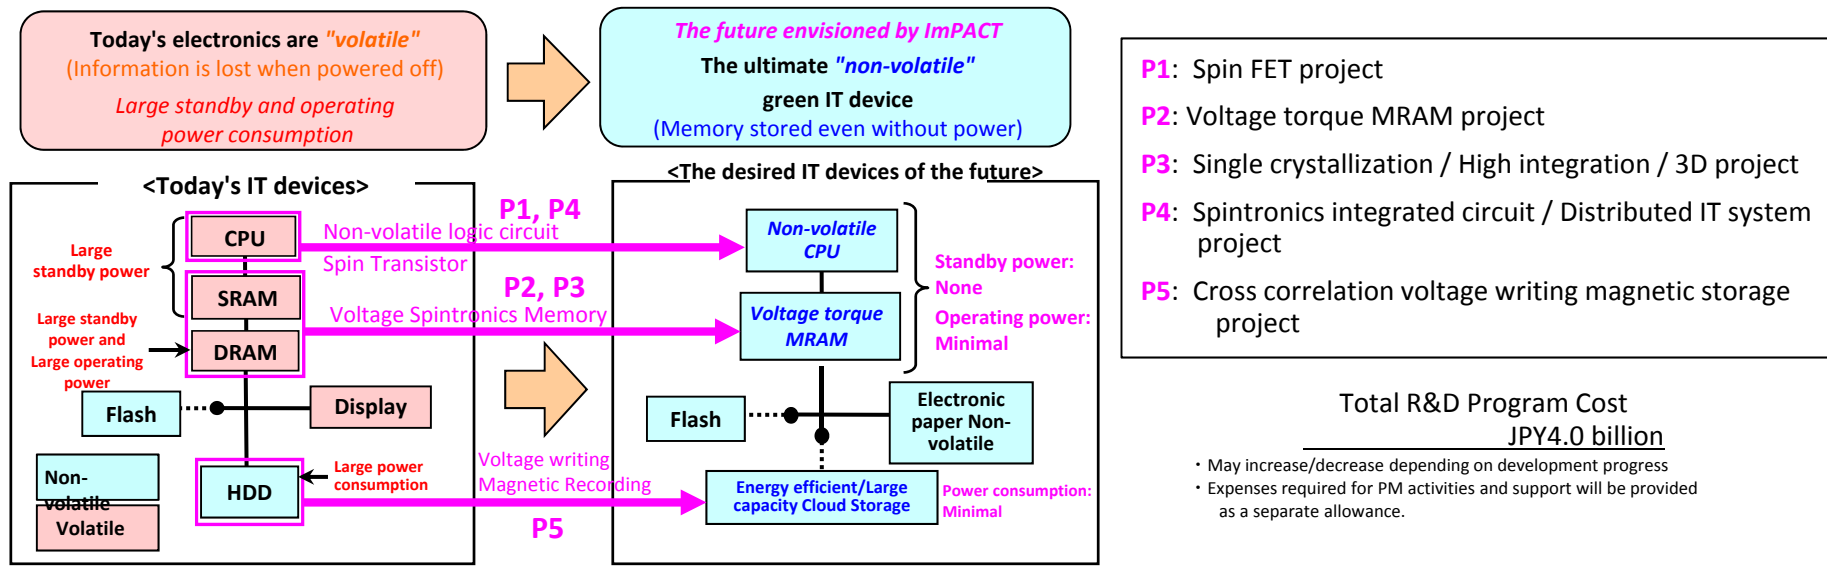 Today's electronics are "volatile"
(Information is lost when powered off)
Large standby and operating
power consumption
The future envisioned by ImPACT
The ultimate "non-volatile"
green IT device
(Memory stored even without power)
<Today's IT devices>
CPU
SRAM
DRAM
Large
standby power
Large standby
power and
Large operating
power
Flash
Display
HDD
Large power
consumption
Non-
volatile
Volatile
P1, P4
Non-volatile logic circuit
Spin Transistor
P2, P3
Voltage Spintronics Memory
Voltage writing
Magnetic Recording
P5
<The desired IT devices of the future>
Non-volatile
CPU
Voltage torque
MRAM
Standby power:
None
Operating power:
Minimal
Flash
Electronic
paper Non-
volatile
Energy efficient/Large
capacity Cloud Storage
Power consumption:
Minimal
P1: Spin FET project
P2: Voltage torque MRAM project
P3: Single crystallization / High integration / 3D project
P4: Spintronics integrated circuit / Distributed IT system
project
P5: Cross correlation voltage writing magnetic storage
project
Total R&D Program Cost
JPY4.0 billion
・May increase/decrease depending on development progress
・Expenses required for PM activities and support will be provided
as a separate allowance.